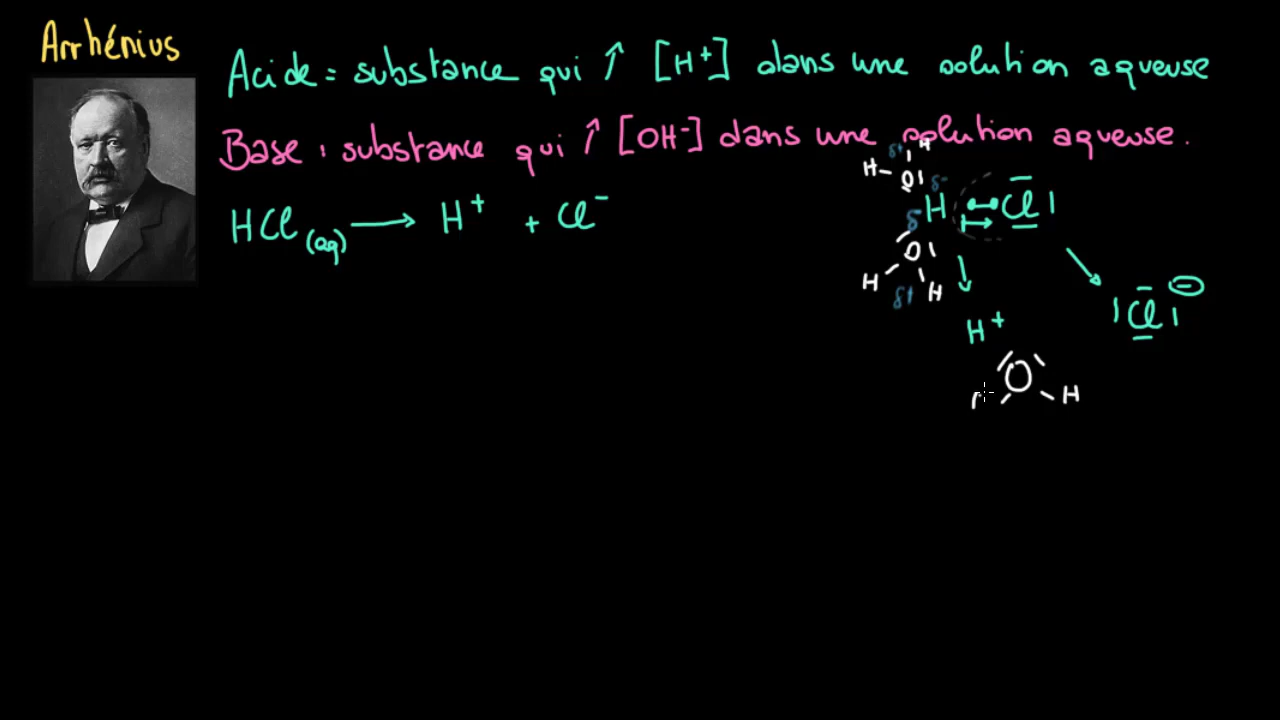 Arrhénius
Acide = substance qui ↑ [H⁺] dans une solution aqueuse
Base : substance qui ↑ [OH⁻] dans une solution aqueuse.
HCl (aq) ⟶ H⁺ + Cl⁻
δ+ H
H-O δ-
δ H Cl
O
H δ+ H
Cl ⊖
H⁺
O
H